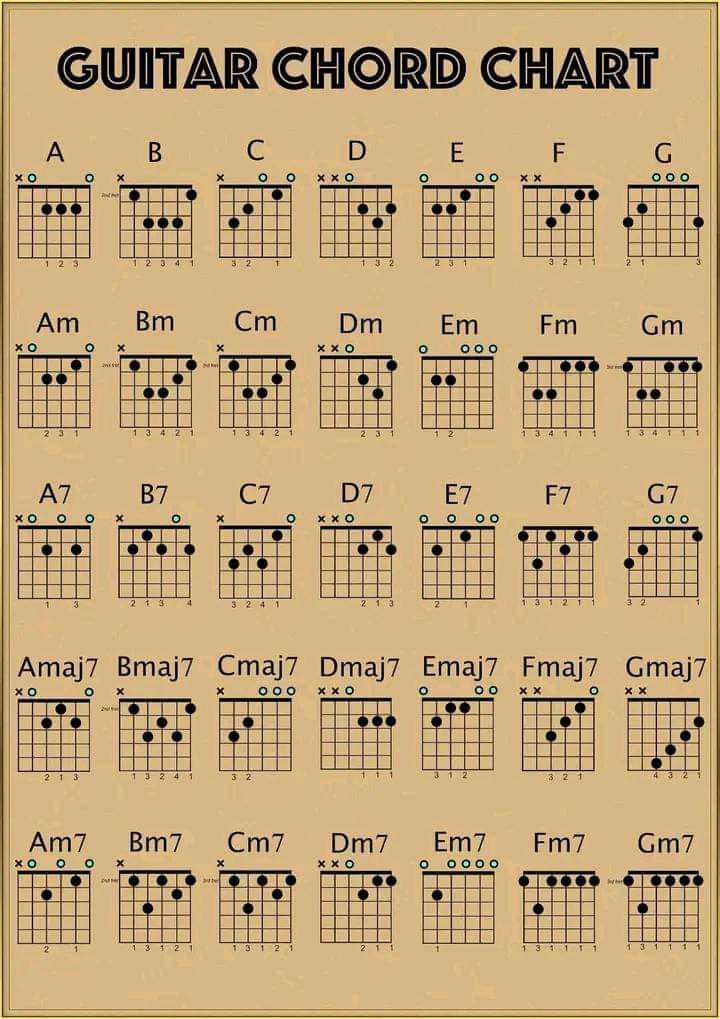 GUITAR CHORD CHART
A B C D E F G
2nd fret
1 2 3 1 2 3 4 1 3 2 1 1 3 2 2 3 1 3 2 1 1 2 1 3
Am Bm Cm Dm Em Fm Gm
2nd fret 3rd fret 3rd fret
2 3 1 1 3 4 2 1 1 3 4 2 1 2 3 1 1 2 1 3 4 1 1 1 1 3 4 1 1 1
A7 B7 C7 D7 E7 F7 G7
1 3 2 1 3 4 3 2 4 1 2 1 3 2 1 1 3 1 2 1 1 3 2 1
Amaj7 Bmaj7 Cmaj7 Dmaj7 Emaj7 Fmaj7 Gmaj7
2nd fret
2 1 3 1 3 2 4 1 3 2 1 1 1 3 1 2 3 2 1 4 3 2 1
Am7 Bm7 Cm7 Dm7 Em7 Fm7 Gm7
2nd fret 3rd fret 3rd fret
2 1 1 3 1 2 1 1 3 1 2 1 2 1 1 1 1 3 1 1 1 1 1 3 1 1 1 1